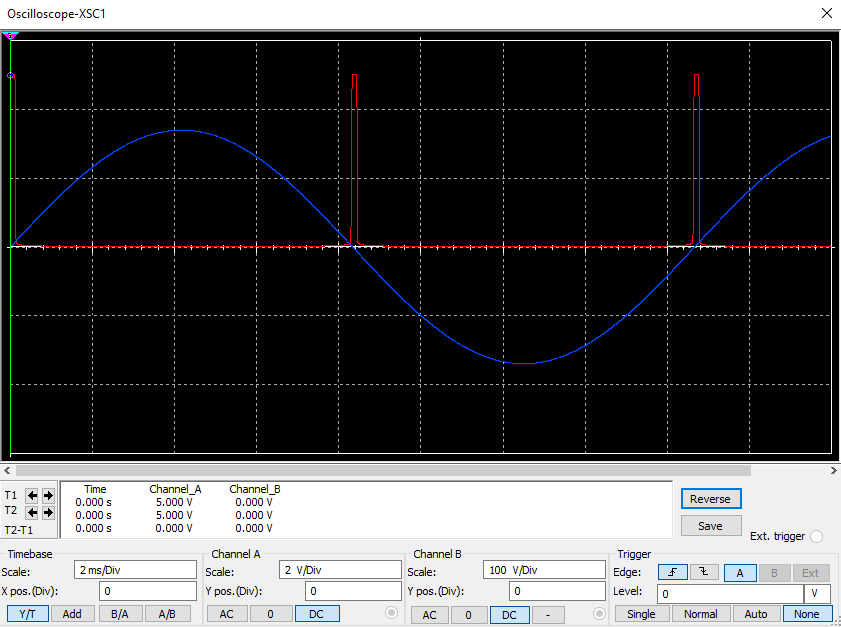 Oscilloscope-XSC1
Time Channel_A Channel_B
T1 0.000 s 5.000 V 0.000 V
T2 0.000 s 5.000 V 0.000 V
T2-T1 0.000 s 0.000 V 0.000 V
Reverse
Save
Ext. trigger
Timebase
Scale: 2 ms/Div
X pos.(Div): 0
Y/T Add B/A A/B
Channel A
Scale: 2 V/Div
Y pos.(Div): 0
AC 0 DC
Channel B
Scale: 100 V/Div
Y pos.(Div): 0
AC 0 DC -
Trigger
Edge: A B Ext
Level: 0 V
Single Normal Auto None